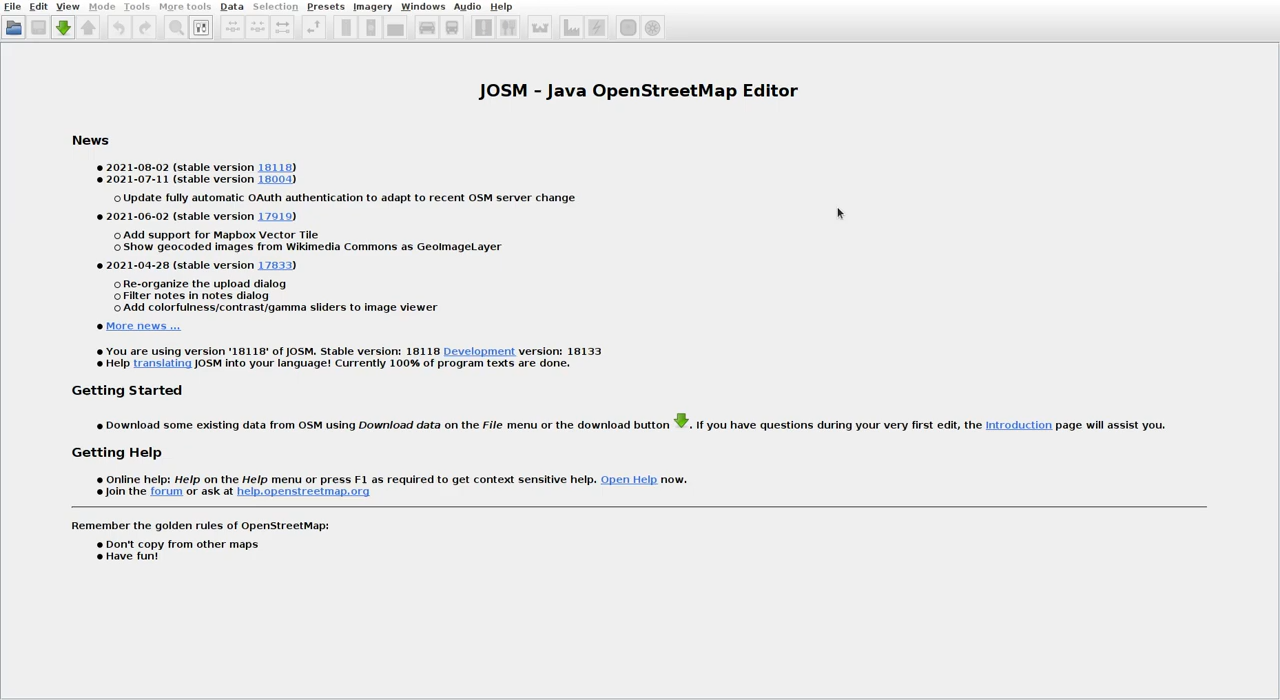 File Edit View Mode Tools More tools Data Selection Presets Imagery Windows Audio Help
JOSM – Java OpenStreetMap Editor
News
2021-08-02 (stable version 18118)
2021-07-11 (stable version 18004)
Update fully automatic OAuth authentication to adapt to recent OSM server change
2021-06-02 (stable version 17919)
Add support for Mapbox Vector Tile
Show geocoded images from Wikimedia Commons as GeoImageLayer
2021-04-28 (stable version 17833)
Re-organize the upload dialog
Filter notes in notes dialog
Add colorfulness/contrast/gamma sliders to image viewer
More news ...
You are using version '18118' of JOSM. Stable version: 18118 Development version: 18133
Help translating JOSM into your language! Currently 100% of program texts are done.
Getting Started
Download some existing data from OSM using Download data on the File menu or the download button . If you have questions during your very first edit, the Introduction page will assist you.
Getting Help
Online help: Help on the Help menu or press F1 as required to get context sensitive help. Open Help now.
Join the forum or ask at help.openstreetmap.org
Remember the golden rules of OpenStreetMap:
Don't copy from other maps
Have fun!